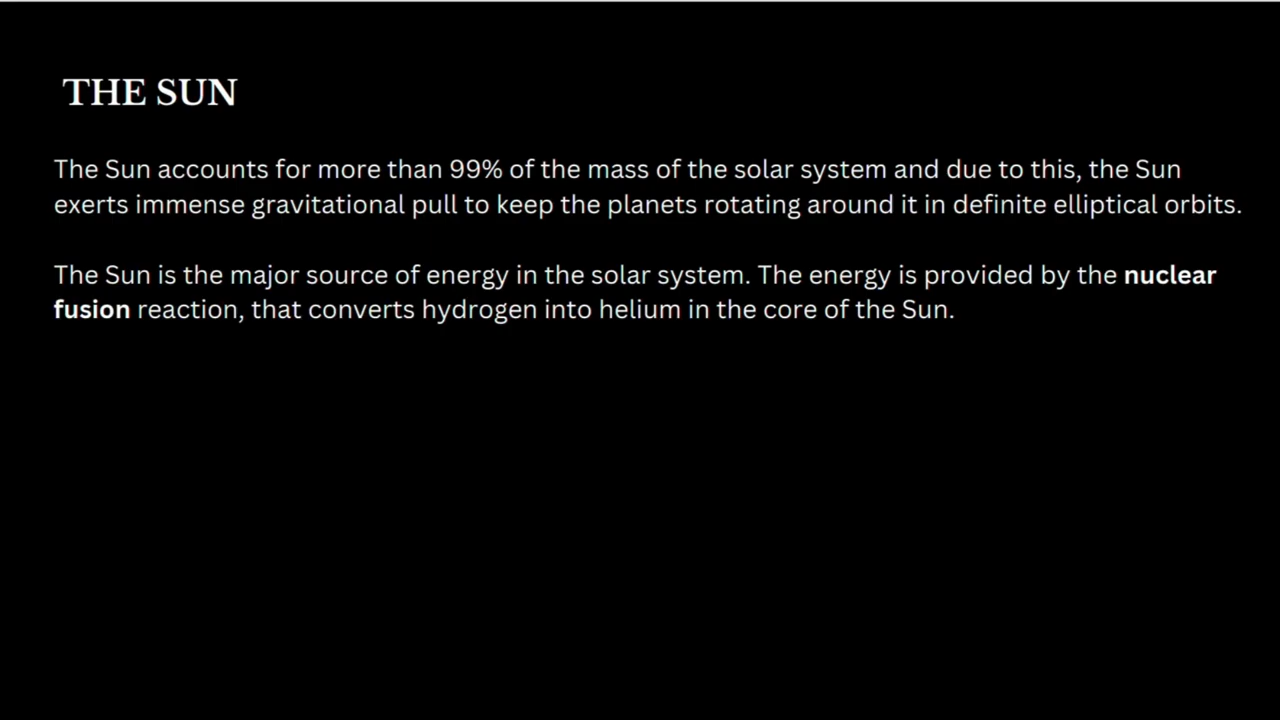 THE SUN
The Sun accounts for more than 99% of the mass of the solar system and due to this, the Sun
exerts immense gravitational pull to keep the planets rotating around it in definite elliptical orbits.
The Sun is the major source of energy in the solar system. The energy is provided by the nuclear
fusion reaction, that converts hydrogen into helium in the core of the Sun.